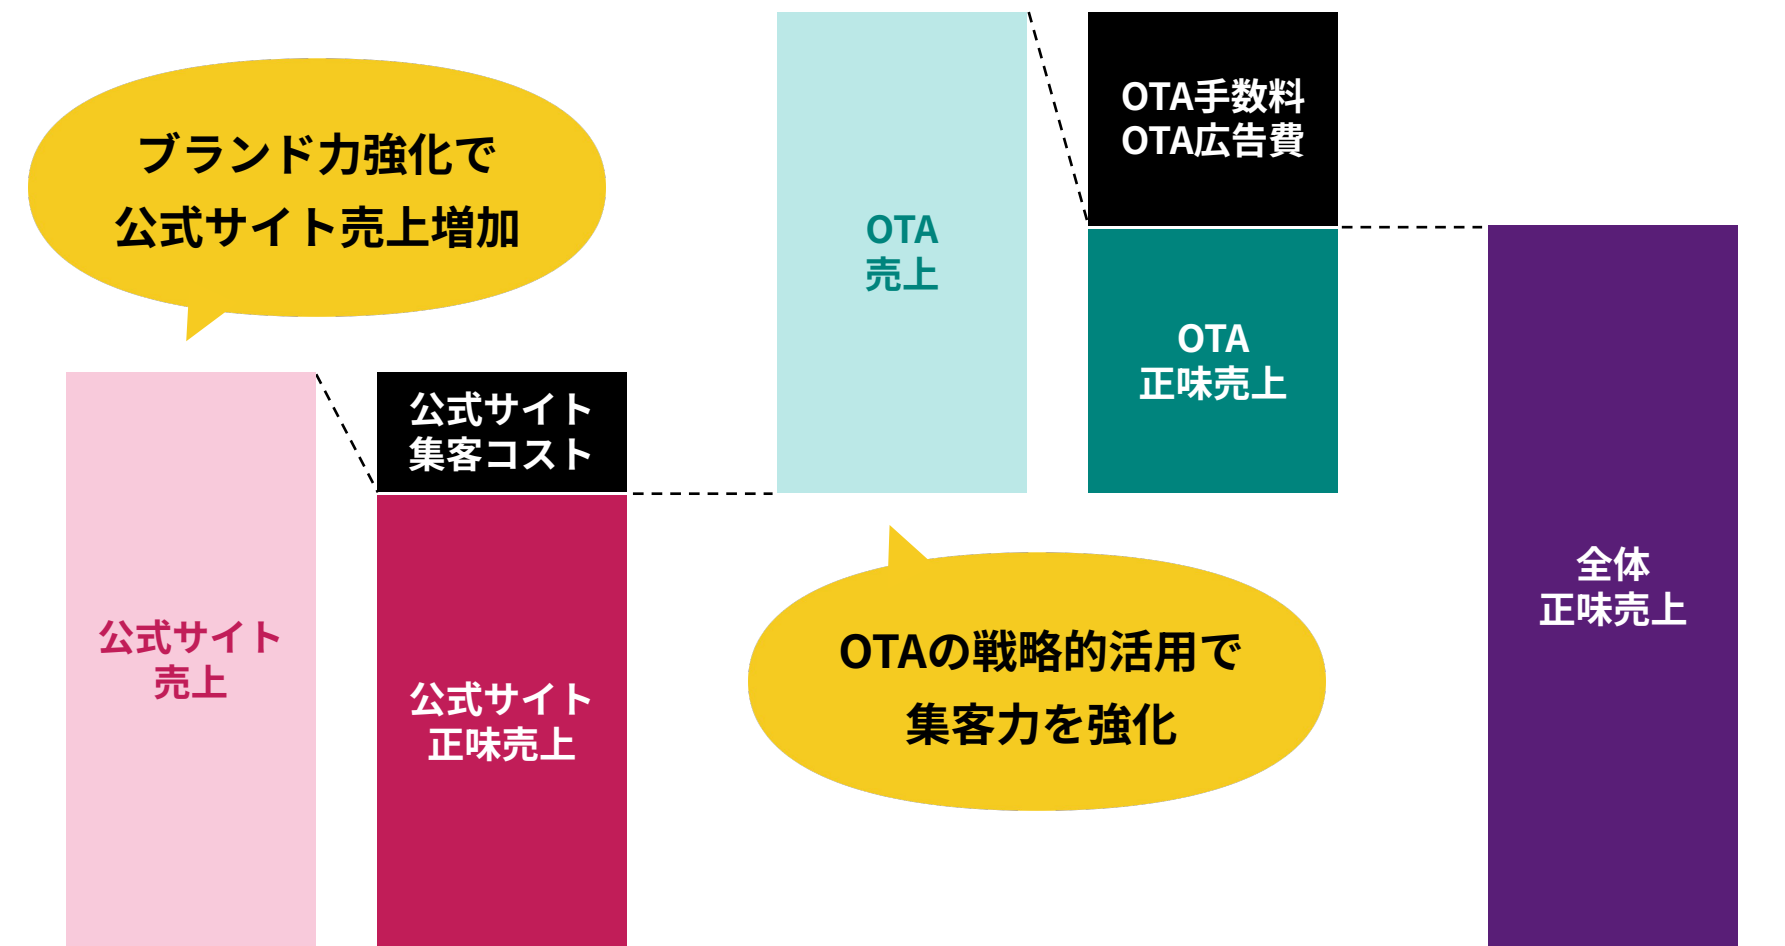 ブランド力強化で
公式サイト売上増加
公式サイト
売上
公式サイト
集客コスト
公式サイト
正味売上
OTA
売上
OTA手数料
OTA広告費
OTA
正味売上
OTAの戦略的活用で
集客力を強化
全体
正味売上